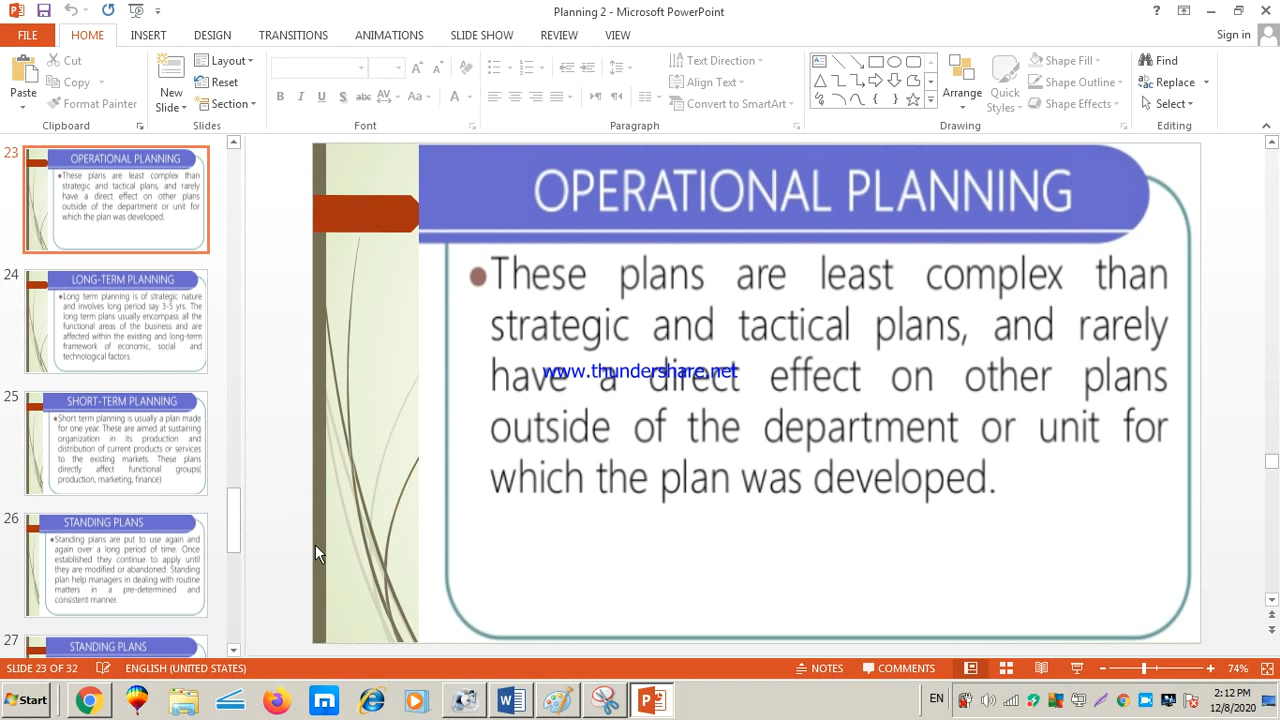 Planning 2 - Microsoft PowerPoint
?
FILE HOME INSERT DESIGN TRANSITIONS ANIMATIONS SLIDE SHOW REVIEW VIEW Sign in
Paste
Cut
Copy
Format Painter
Clipboard
New Slide
Layout
Reset
Section
Slides
B I U S abc AV Aa A
Font
Text Direction
Align Text
Convert to SmartArt
Paragraph
Arrange
Quick Styles
Shape Fill
Shape Outline
Shape Effects
Drawing
Find
Replace
Select
Editing
23
OPERATIONAL PLANNING
These plans are least complex than
strategic and tactical plans, and rarely
have a direct effect on other plans
outside of the department or unit for
which the plan was developed.
24
LONG-TERM PLANNING
Long term planning is of strategic nature
and involves long period say 3-5 yrs. The
long term plans usually encompass all the
functional areas of the business and are
affected within the existing and long-term
framework of economic, social and
technological factors.
25
SHORT-TERM PLANNING
Short term planning is usually a plan made
for one year. These are aimed at sustaining
organization in its production and
distribution of current products or services
to the existing markets. These plans
directly affect functional groups(
production, marketing, finance)
26
STANDING PLANS
Standing plans are put to use again and
again over a long period of time. Once
established they continue to apply until
they are modified or abandoned. Standing
plan help managers in dealing with routine
matters in a pre-determined and
consistent manner.
27
STANDING PLANS
OPERATIONAL PLANNING
These plans are least complex than
strategic and tactical plans, and rarely
have a direct effect on other plans
outside of the department or unit for
which the plan was developed.
www.thundershare.net
SLIDE 23 OF 32 ENGLISH (UNITED STATES) NOTES COMMENTS 74%
Start EN 2:12 PM
12/8/2020